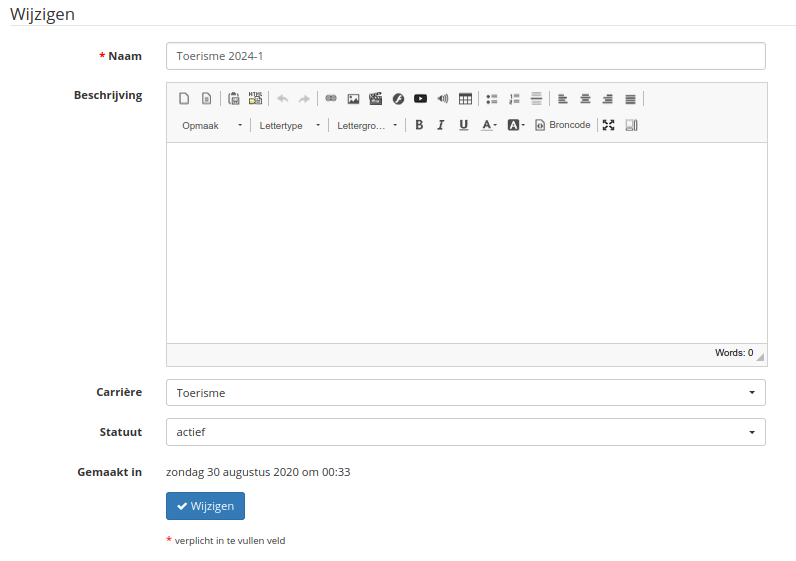 Wijzigen
* Naam Toerisme 2024-1
Beschrijving
Opmaak Lettertype Lettergro... B I U A A Broncode
Words: 0
Carrière Toerisme
Statuut actief
Gemaakt in zondag 30 augustus 2020 om 00:33
Wijzigen
* verplicht in te vullen veld